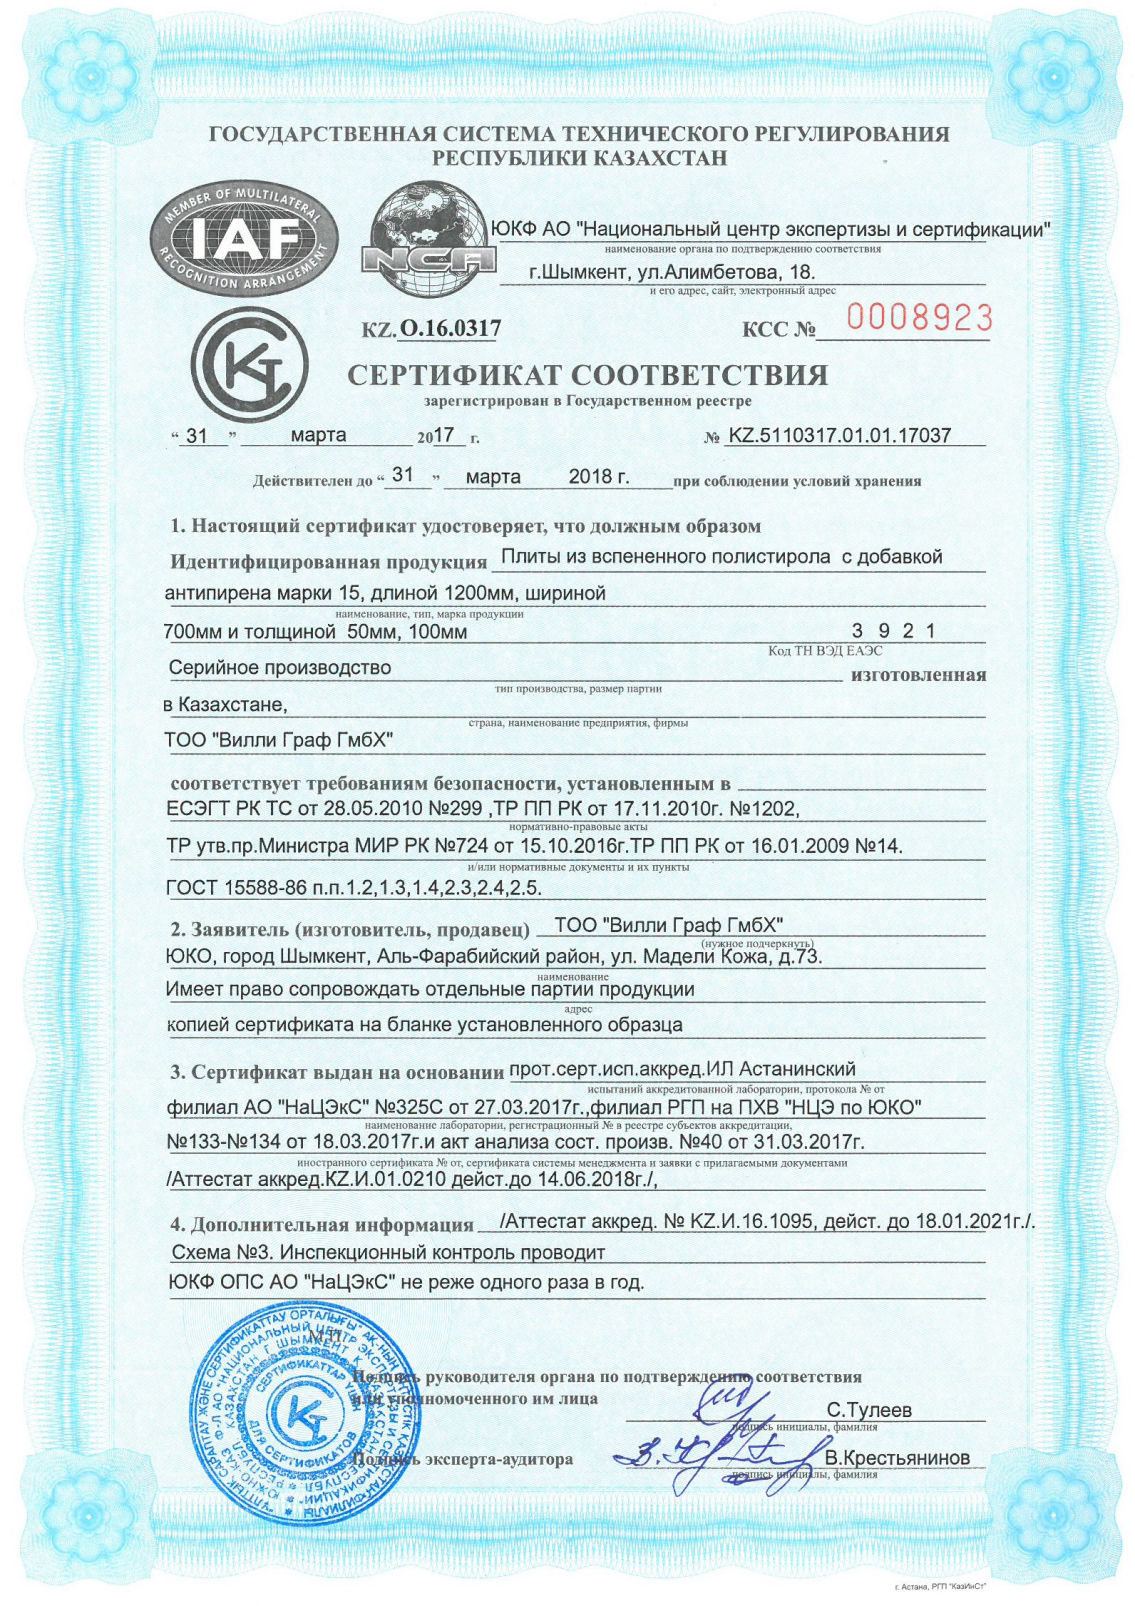 ГОСУДАРСТВЕННАЯ СИСТЕМА ТЕХНИЧЕСКОГО РЕГУЛИРОВАНИЯ
РЕСПУБЛИКИ КАЗАХСТАН
MEMBER OF MULTILATERAL
IAF
RECOGNITION ARRANGEMENT
NCA
ЮКФ АО "Национальный центр экспертизы и сертификации"
наименование органа по подтверждению соответствия
г.Шымкент, ул.Алимбетова, 18.
и его адрес, сайт, электронный адрес
KZ. О.16.0317
КСС № 0008923
СЕРТИФИКАТ СООТВЕТСТВИЯ
зарегистрирован в Государственном реестре
“ 31 ” марта 2017 г. № KZ.5110317.01.01.17037
Действителен до “ 31 ” марта 2018 г. при соблюдении условий хранения
1. Настоящий сертификат удостоверяет, что должным образом
Идентифицированная продукция Плиты из вспененного полистирола с добавкой
антипирена марки 15, длиной 1200мм, шириной
наименование, тип, марка продукции
700мм и толщиной 50мм, 100мм 3 9 2 1
Код ТН ВЭД ЕАЭС
Серийное производство изготовленная
тип производства, размер партии
в Казахстане,
страна, наименование предприятия, фирмы
ТОО "Вилли Граф ГмбХ"
соответствует требованиям безопасности, установленным в
ЕСЭГТ РК ТС от 28.05.2010 №299 ,ТР ПП РК от 17.11.2010г. №1202,
нормативно-правовые акты
ТР утв.пр.Министра МИР РК №724 от 15.10.2016г.ТР ПП РК от 16.01.2009 №14.
и/или нормативные документы и их пункты
ГОСТ 15588-86 п.п.1.2,1.3,1.4,2.3,2.4,2.5.
2. Заявитель (изготовитель, продавец) ТОО "Вилли Граф ГмбХ"
(нужное подчеркнуть)
ЮКО, город Шымкент, Аль-Фарабийский район, ул. Мадели Кожа, д.73.
наименование
Имеет право сопровождать отдельные партии продукции
адрес
копией сертификата на бланке установленного образца
3. Сертификат выдан на основании прот.серт.исп.аккред.ИЛ Астанинский
испытаний аккредитованной лаборатории, протокола № от
филиал АО "НаЦЭкС" №325С от 27.03.2017г.,филиал РГП на ПХВ "НЦЭ по ЮКО"
наименование лаборатории, регистрационный № в реестре субъектов аккредитации,
№133-№134 от 18.03.2017г.и акт анализа сост. произв. №40 от 31.03.2017г.
иностранного сертификата № от, сертификата системы менеджмента и заявки с прилагаемыми документами
/Аттестат аккред.KZ.И.01.0210 дейст.до 14.06.2018г./,
4. Дополнительная информация /Аттестат аккред. № KZ.И.16.1095, дейст. до 18.01.2021г./.
Схема №3. Инспекционный контроль проводит
ЮКФ ОПС АО "НаЦЭкС" не реже одного раза в год.
М.П.
СЕРТИФИКАТТАР ҮШІН
ДЛЯ СЕРТИФИКАТОВ
Подпись руководителя органа по подтверждению соответствия
или уполномоченного им лица
С.Тулеев
подпись инициалы, фамилия
Подпись эксперта-аудитора В.Крестьянинов
подпись инициалы, фамилия
г. Астана, РГП "КазИнСт"